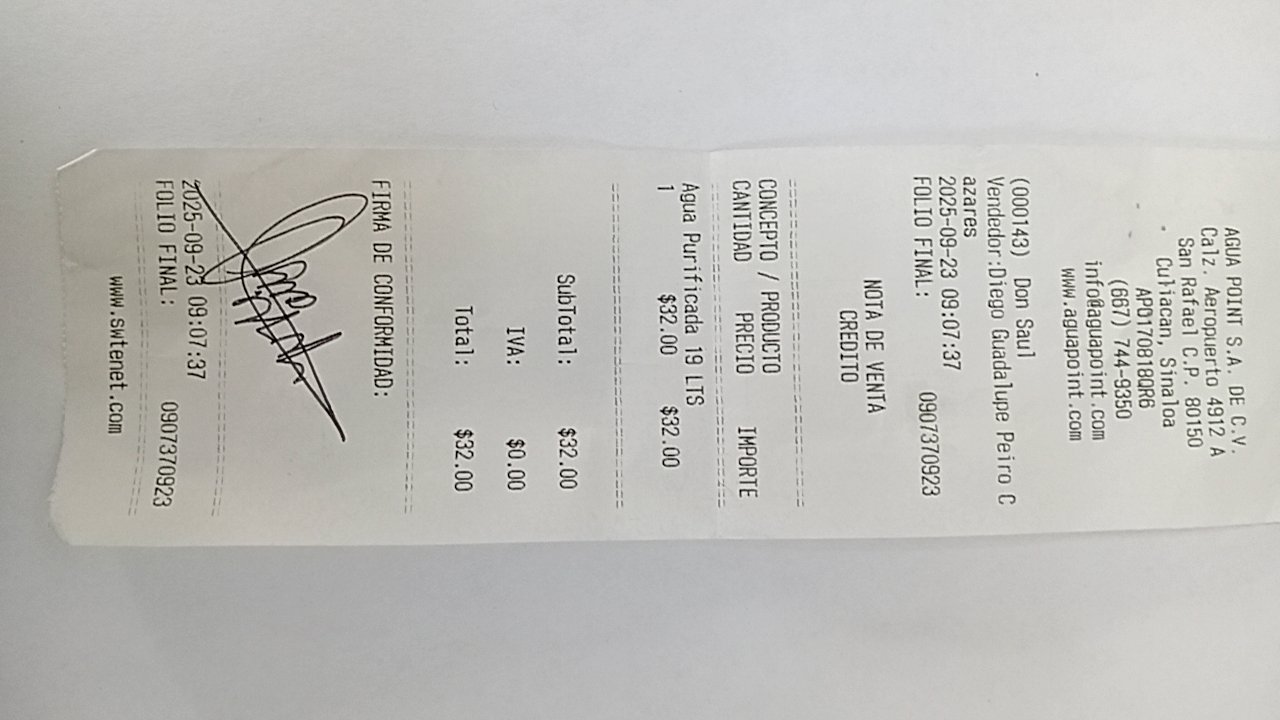 AGUA POINT S.A. DE C.V.
Calz. Aeropuerto 4912 A
San Rafael C.P. 80150
Culiacan, Sinaloa
APO170818QR6
(667) 744-9350
info@aguapoint.com
www.aguapoint.com
(000143) Don Saul
Vendedor:Diego Guadalupe Peiro C
azares
2025-09-23 09:07:37
FOLIO FINAL: 0907370923
NOTA DE VENTA
CREDITO
CONCEPTO / PRODUCTO
CANTIDAD PRECIO IMPORTE
Agua Purificada 19 LTS
1 $32.00 $32.00
SubTotal: $32.00
IVA: $0.00
Total: $32.00
FIRMA DE CONFORMIDAD:
2025-09-23 09:07:37
FOLIO FINAL: 0907370923
www.swtenet.com